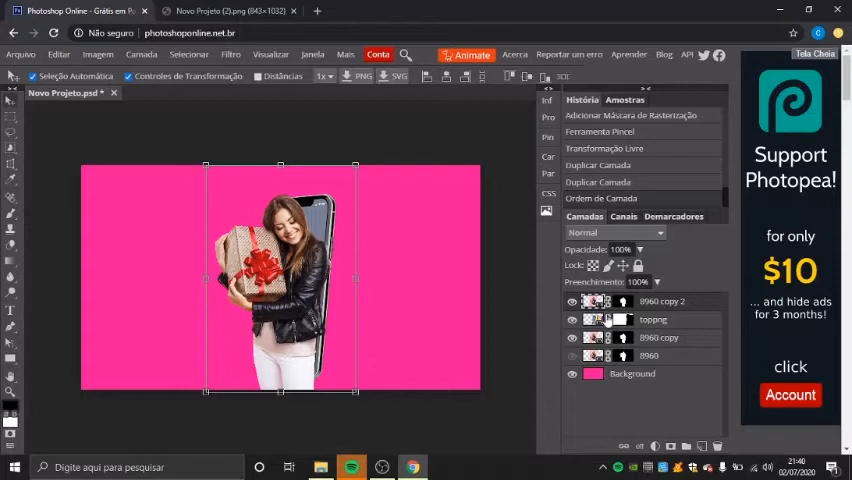 Photoshop Online - Grátis em Po
Novo Projeto (2).png (843×1032)
Não seguro
photoshoponline.net.br
Arquivo
Editar
Imagem
Camada
Selecionar
Filtro
Visualizar
Janela
Mais
Conta
Animate
Acerca
Reportar um erro
Aprender
Blog
API
Tela Cheia
Seleção Automática
Controles de Transformação
Distâncias
1x
PNG
SVG
Novo Projeto.psd *
Inf
Pro
Pin
Car
Par
CSS
História
Amostras
Adicionar Máscara de Rasterização
Ferramenta Pincel
Transformação Livre
Duplicar Camada
Duplicar Camada
Ordem de Camada
Camadas
Canais
Demarcadores
Normal
Opacidade:
100%
Lock:
Preenchimento:
100%
8960 copy 2
toppng
8960 copy
8960
Background
off
Support
Photopea!
for only
$10
... and hide ads
for 3 months!
click
Account
Digite aqui para pesquisar
21:40
02/07/2020